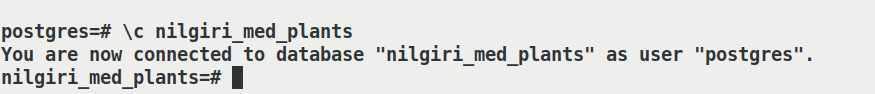 postgres=# \c nilgiri_med_plants
You are now connected to database "nilgiri_med_plants" as user "postgres".
nilgiri_med_plants=#